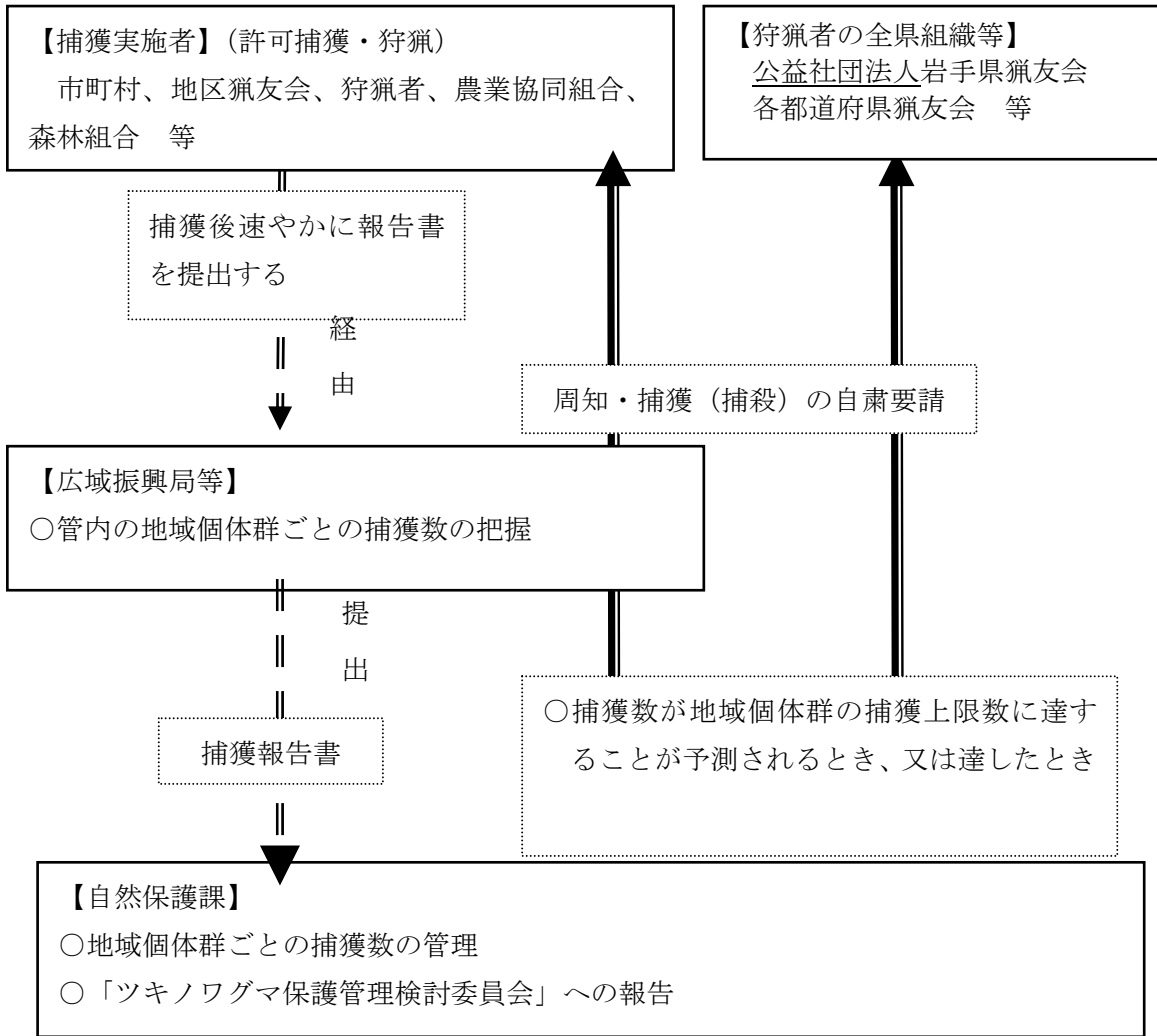 【捕獲実施者】(許可捕獲・狩猟)
市町村、地区猟友会、狩猟者、農業協同組合、
森林組合　等
【狩猟者の全県組織等】
公益社団法人岩手県猟友会
各都道府県猟友会　等
捕獲後速やかに報告書
を提出する
経
由
周知・捕獲（捕殺）の自粛要請
【広域振興局等】
○管内の地域個体群ごとの捕獲数の把握
提
出
捕獲報告書
○捕獲数が地域個体群の捕獲上限数に達す
ることが予測されるとき、又は達したとき
【自然保護課】
○地域個体群ごとの捕獲数の管理
○「ツキノワグマ保護管理検討委員会」への報告